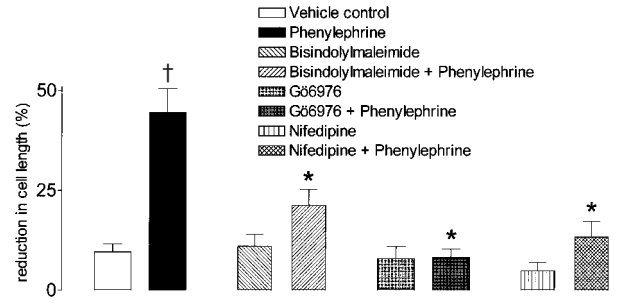 Vehicle control
Phenylephrine
Bisindolylmaleimide
Bisindolylmaleimide + Phenylephrine
Gö6976
Gö6976 + Phenylephrine
Nifedipine
Nifedipine + Phenylephrine
reduction in cell length (%)
50
25
0
†
*
*
*